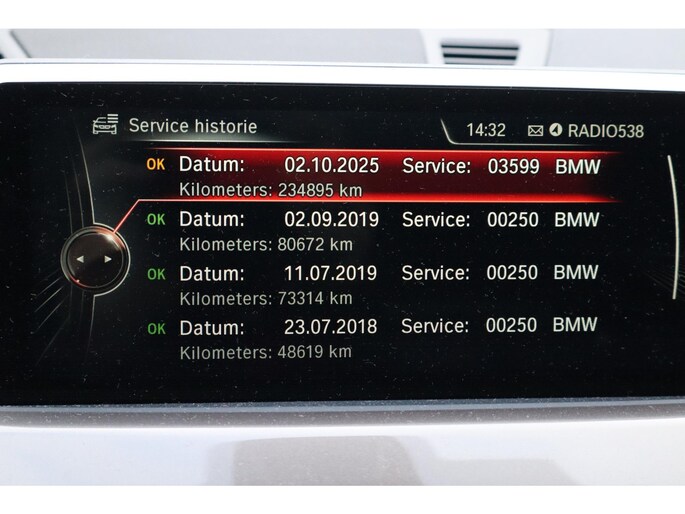 Service historie
14:32 RADIO538
OK Datum: 02.10.2025 Service: 03599 BMW
Kilometers: 234895 km
OK Datum: 02.09.2019 Service: 00250 BMW
Kilometers: 80672 km
OK Datum: 11.07.2019 Service: 00250 BMW
Kilometers: 73314 km
OK Datum: 23.07.2018 Service: 00250 BMW
Kilometers: 48619 km